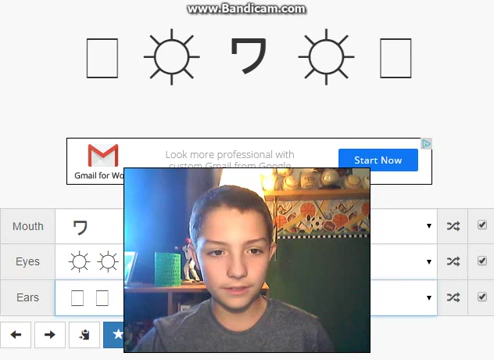 www.Bandicam.com
□ ☼ ワ ☼ □
Look more professional with
custom Gmail from Google
Start Now
Gmail for Wo
Mouth ワ
Eyes ☼ ☼
Ears □ □